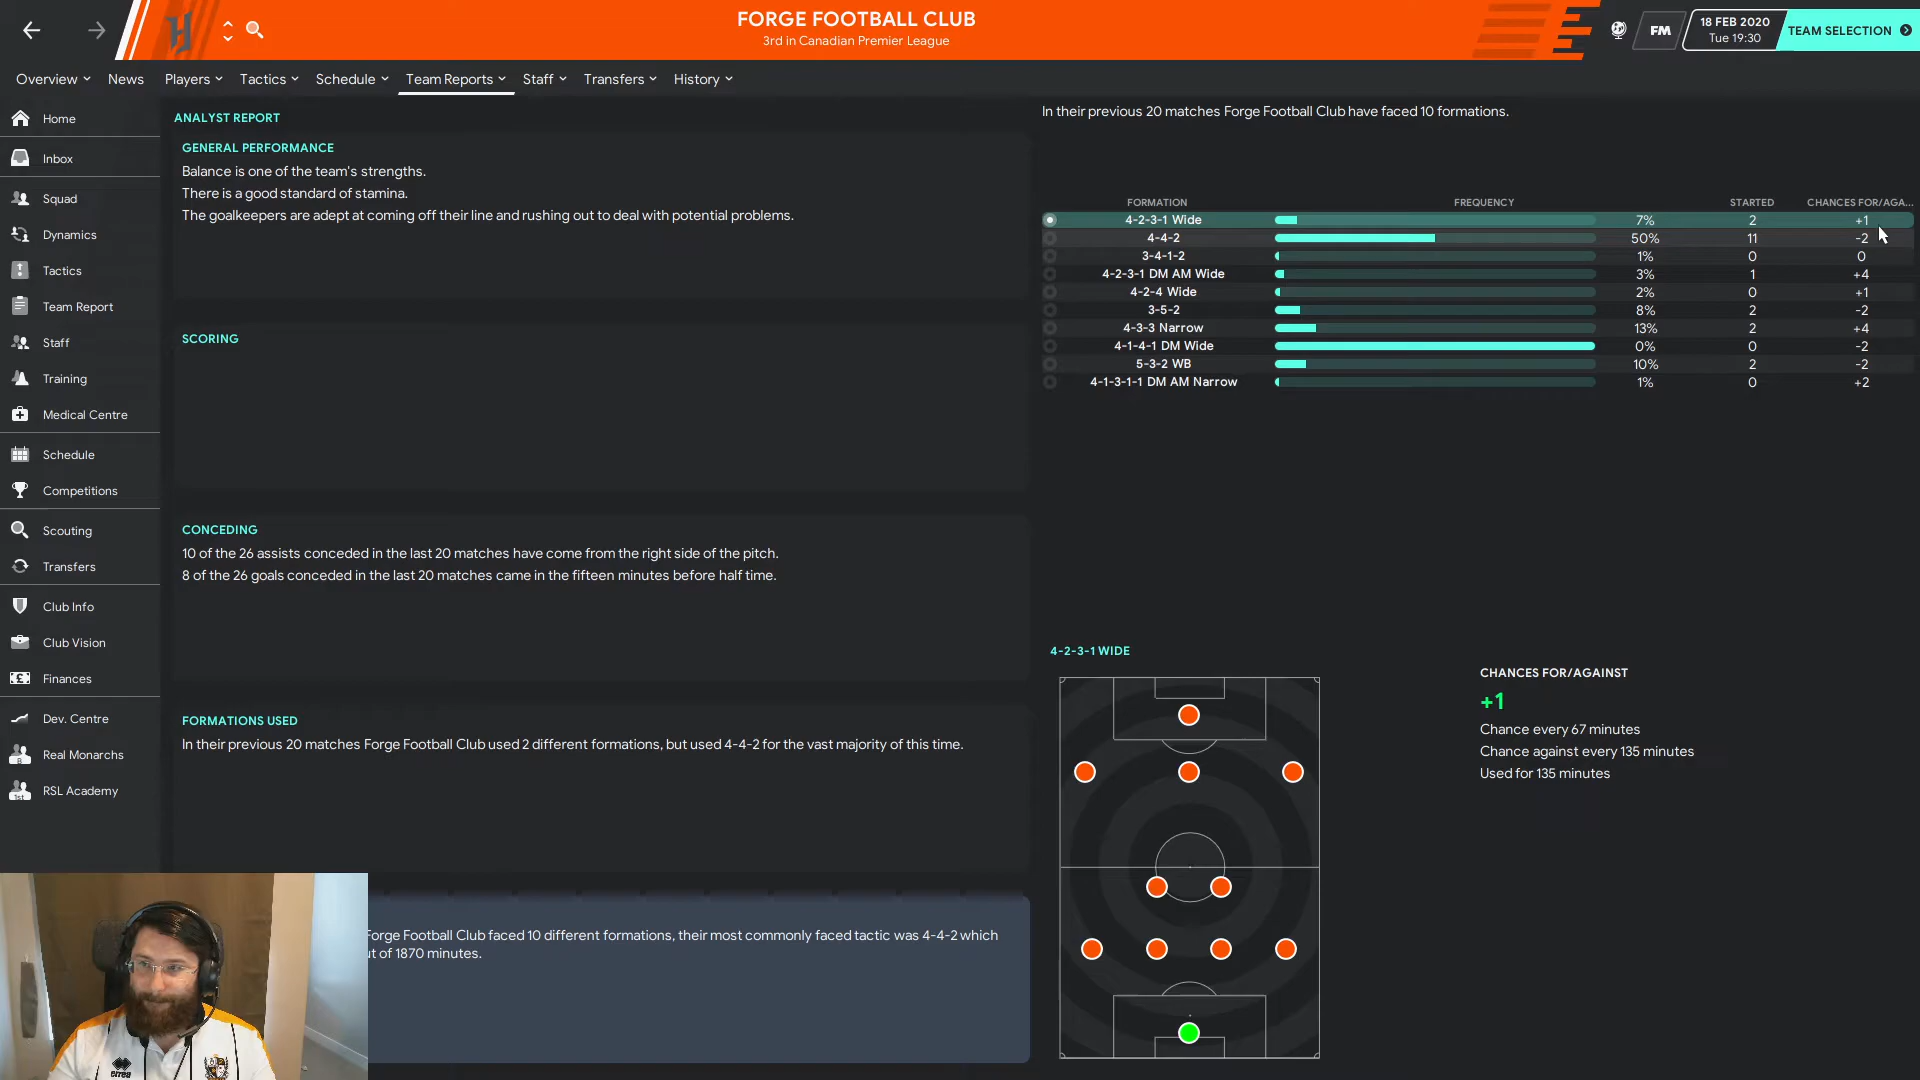 FORGE FOOTBALL CLUB
3rd in Canadian Premier League
FM
18 FEB 2020
Tue 19:30
TEAM SELECTION
Overview
News
Players
Tactics
Schedule
Team Reports
Staff
Transfers
History
Home
Inbox
Squad
Dynamics
Tactics
Team Report
Staff
Training
Medical Centre
Schedule
Competitions
Scouting
Transfers
Club Info
Club Vision
Finances
Dev. Centre
Real Monarchs
RSL Academy
ANALYST REPORT
GENERAL PERFORMANCE
Balance is one of the team's strengths.
There is a good standard of stamina.
The goalkeepers are adept at coming off their line and rushing out to deal with potential problems.
SCORING
CONCEDING
10 of the 26 assists conceded in the last 20 matches have come from the right side of the pitch.
8 of the 26 goals conceded in the last 20 matches came in the fifteen minutes before half time.
FORMATIONS USED
In their previous 20 matches Forge Football Club used 2 different formations, but used 4-4-2 for the vast majority of this time.
Forge Football Club faced 10 different formations, their most commonly faced tactic was 4-4-2 which
of 1870 minutes.
In their previous 20 matches Forge Football Club have faced 10 formations.
FORMATION FREQUENCY STARTED CHANCES FOR/AGA...
4-2-3-1 Wide 7% 2 +1
4-4-2 50% 11 -2
3-4-1-2 1% 0 0
4-2-3-1 DM AM Wide 3% 1 +4
4-2-4 Wide 2% 0 +1
3-5-2 8% 2 -2
4-3-3 Narrow 13% 2 +4
4-1-4-1 DM Wide 0% 0 -2
5-3-2 WB 10% 2 -2
4-1-3-1-1 DM AM Narrow 1% 0 +2
4-2-3-1 WIDE
CHANCES FOR/AGAINST
+1
Chance every 67 minutes
Chance against every 135 minutes
Used for 135 minutes
errea